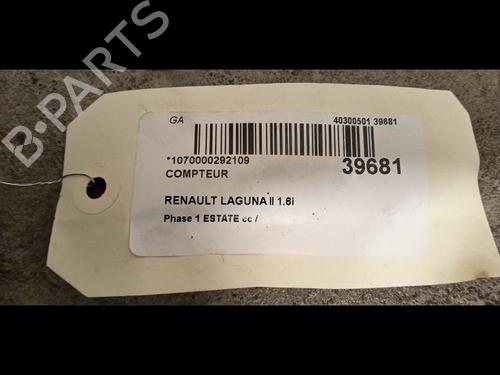 B-PARTS
GA
40300501 39681
*1070000292109
39681
COMPTEUR
RENAULT LAGUNA II 1.6i
Phase 1 ESTATE cc /